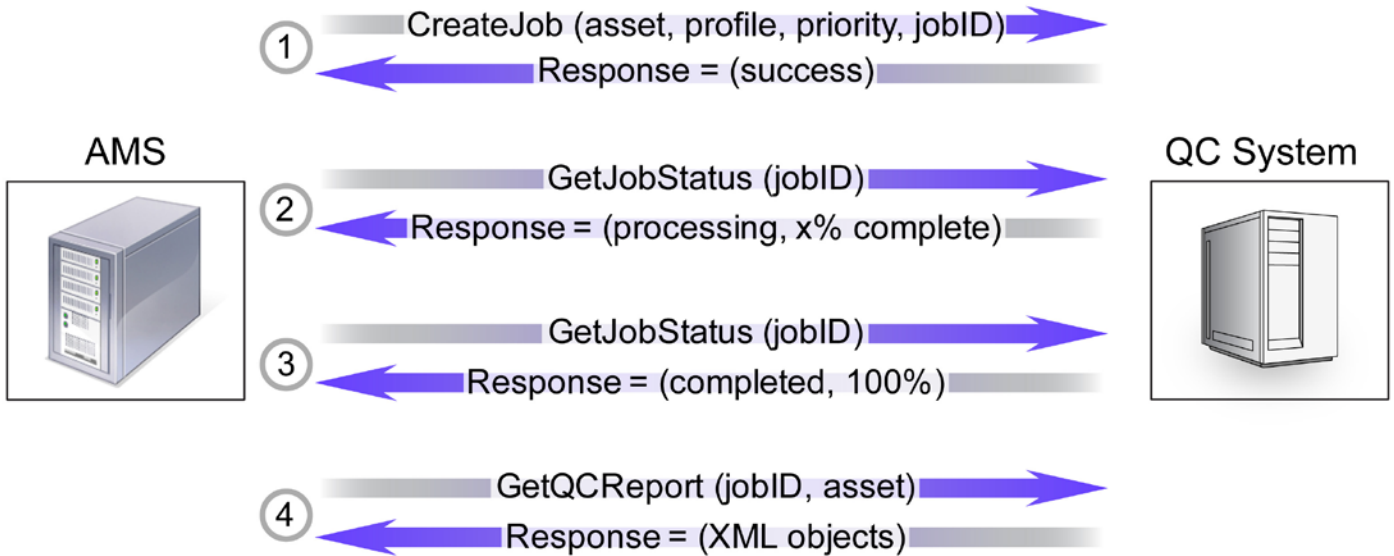 1
CreateJob (asset, profile, priority, jobID)
Response = (success)
AMS
QC System
2
GetJobStatus (jobID)
Response = (processing, x% complete)
3
GetJobStatus (jobID)
Response = (completed, 100%)
4
GetQCReport (jobID, asset)
Response = (XML objects)